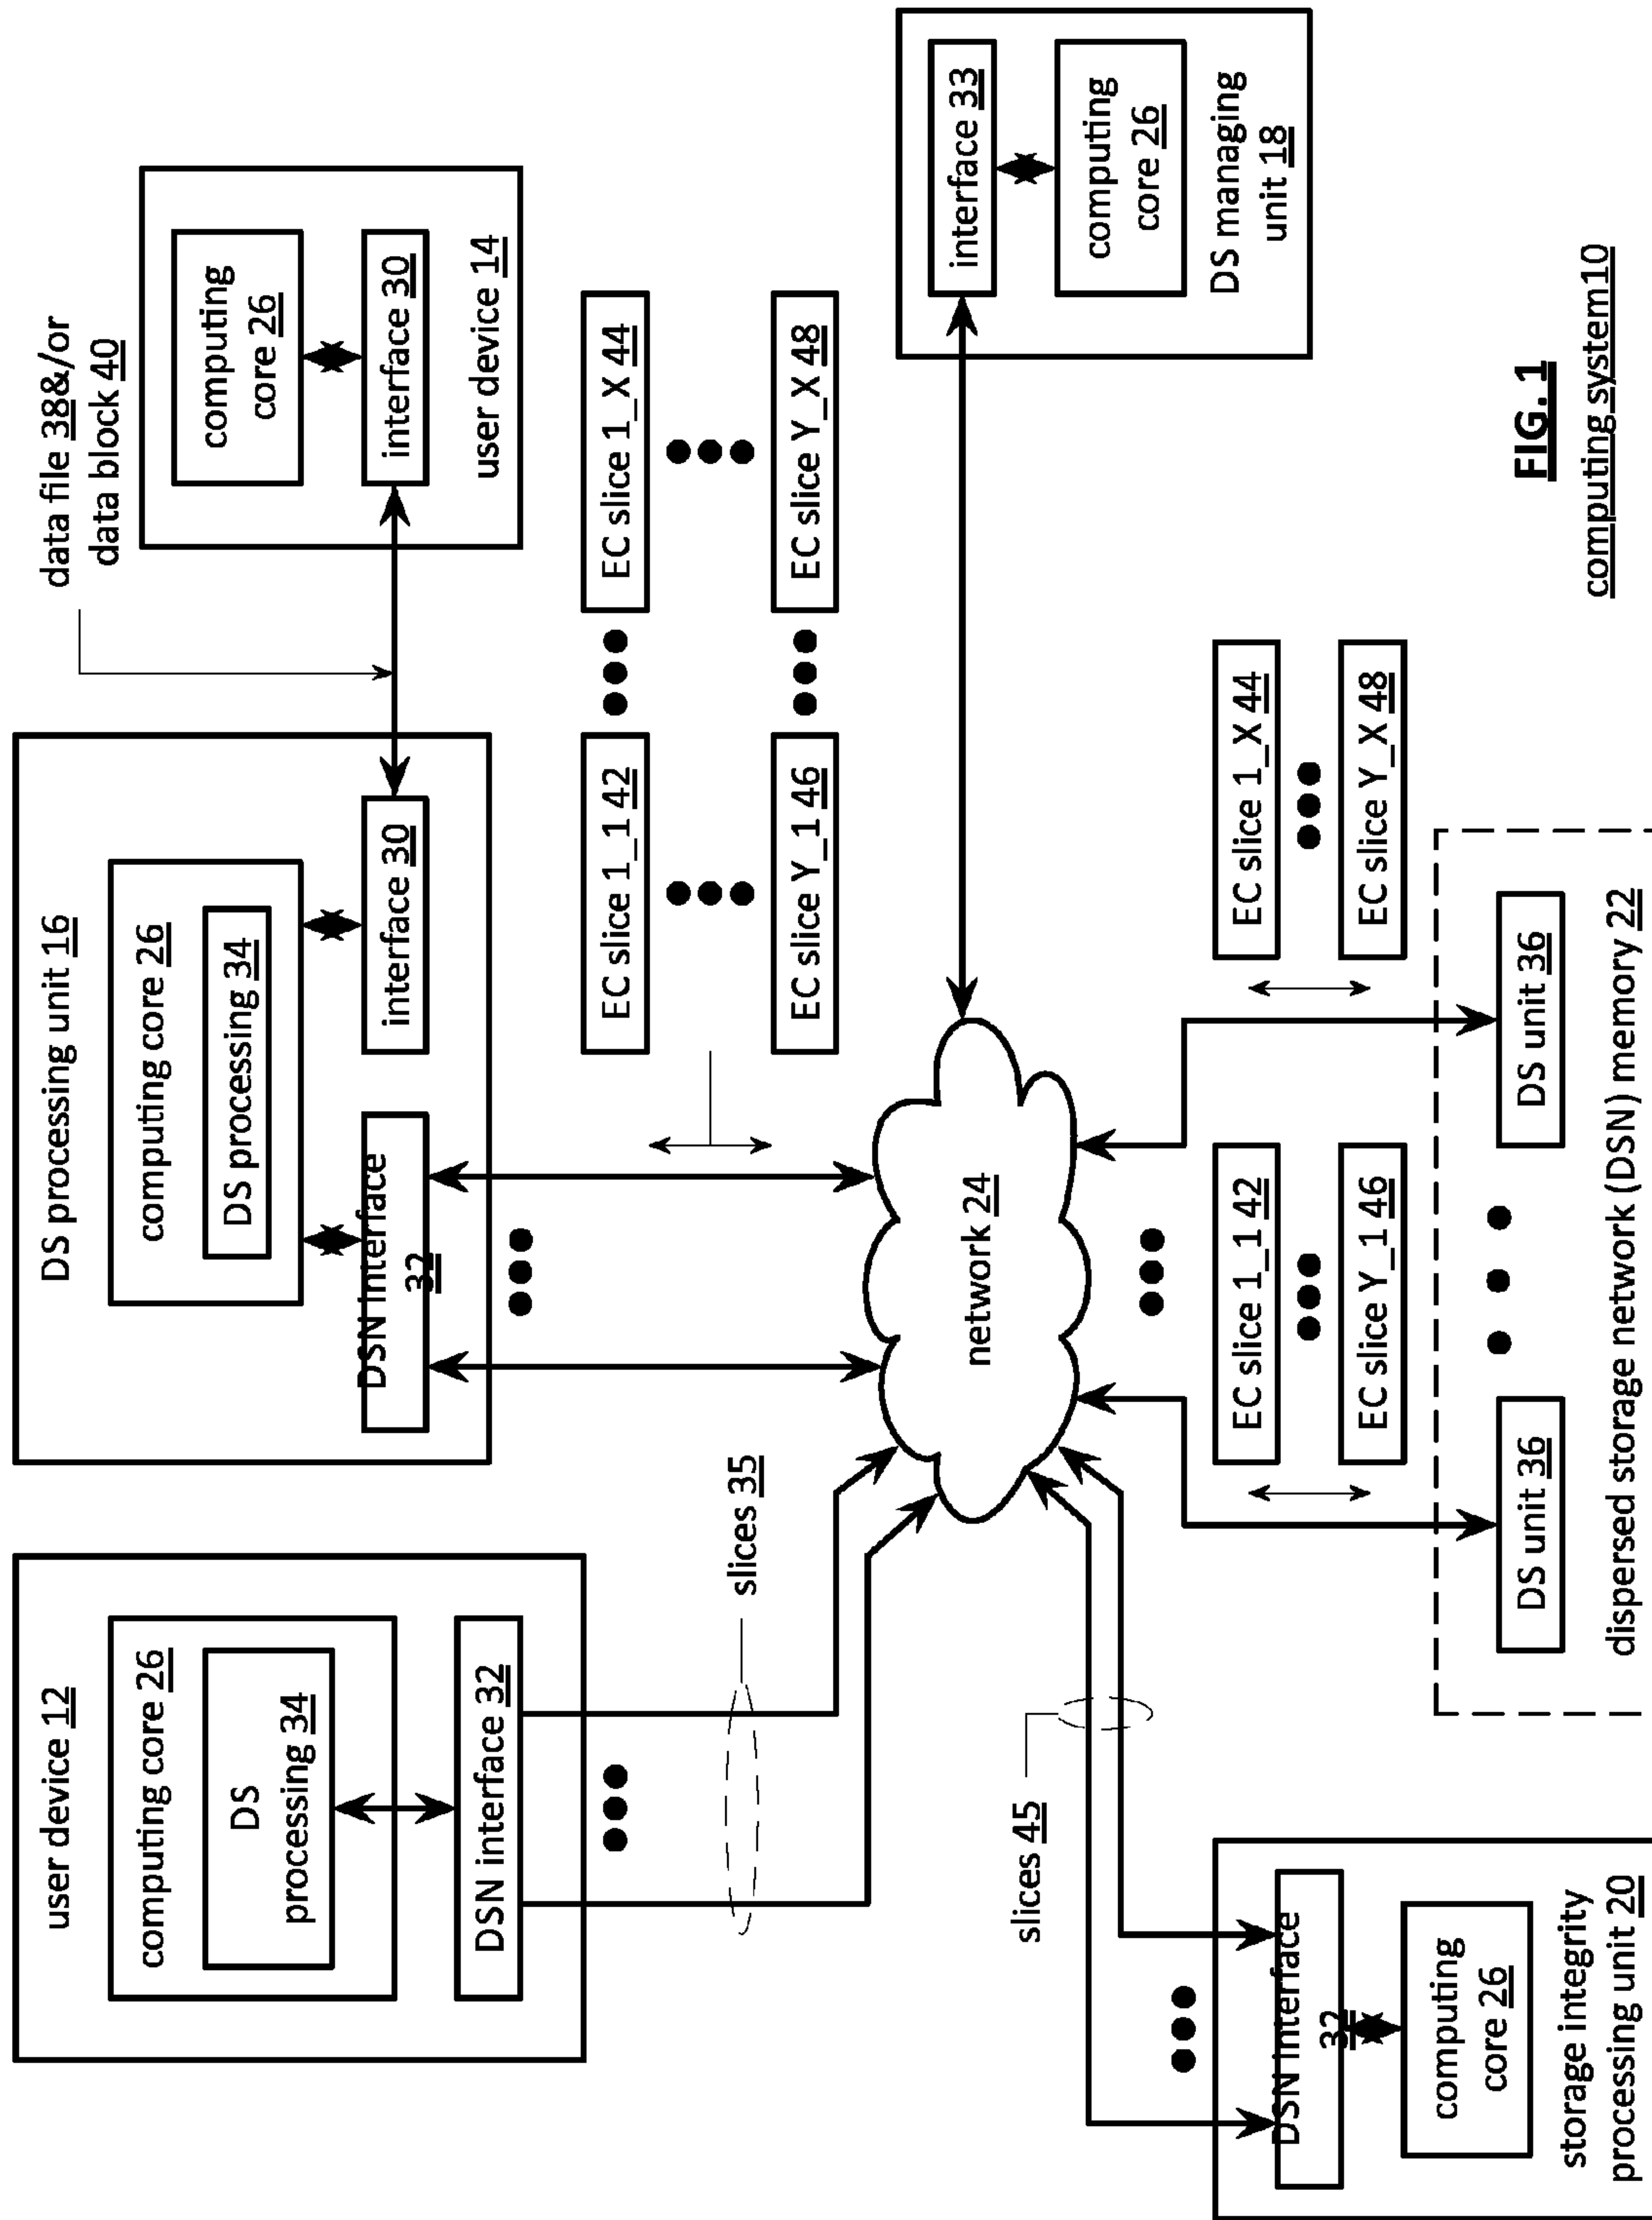 user device 12
computing core 26
DS
processing 34
DSN interface 32
slices 35
DS processing unit 16
computing core 26
DS processing 34
DSN interface
32
interface 30
data file 38&/or
data block 40
computing
core 26
interface 30
user device 14
EC slice 1_1 42
EC slice 1_X 44
EC slice Y_1 46
EC slice Y_X 48
network 24
interface 33
computing
core 26
DS managing
unit 18
slices 45
DSN interface
32
computing
core 26
storage integrity
processing unit 20
EC slice 1_1 42
EC slice Y_1 46
EC slice 1_X 44
EC slice Y_X 48
DS unit 36
DS unit 36
dispersed storage network (DSN) memory 22
FIG. 1
computing system10